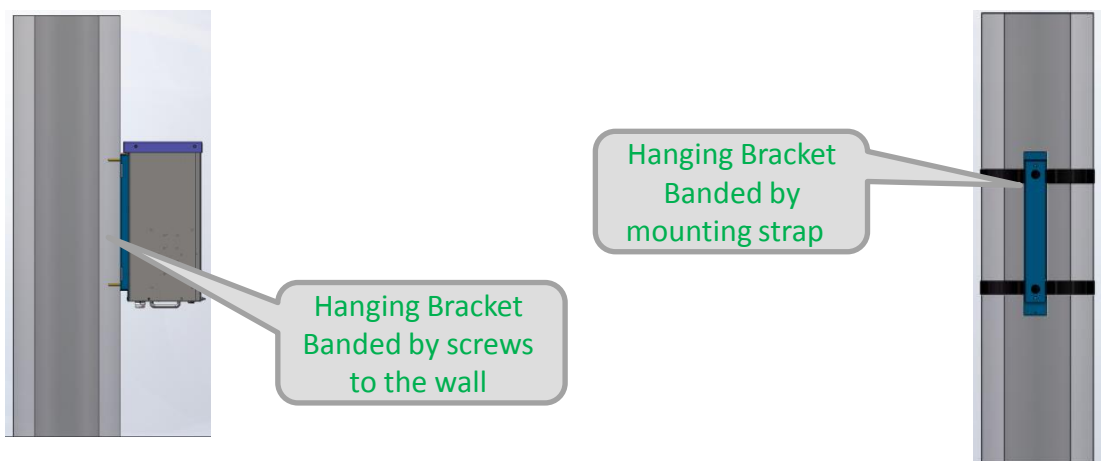 Hanging Bracket
Banded by screws
to the wall
Hanging Bracket
Banded by
mounting strap